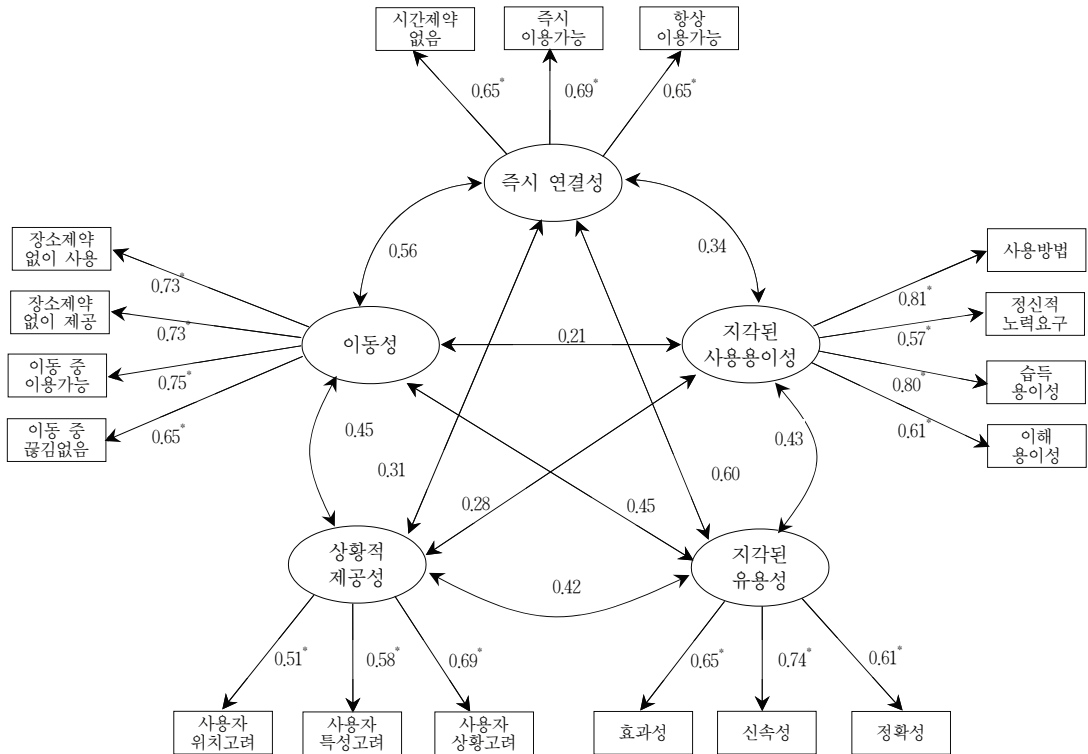 시간제약
없음
즉시
이용가능
항상
이용가능
0.65*
0.69*
0.65*
즉시 연결성
0.56
0.34
장소제약
없이 사용
장소제약
없이 제공
이동 중
이용가능
이동 중
끊김없음
0.73*
0.73*
0.75*
0.65*
이동성
0.21
지각된
사용용이성
0.81*
0.57*
0.80*
0.61*
사용방법
정신적
노력요구
습득
용이성
이해
용이성
0.45
0.31
0.28
0.45
0.60
0.43
상황적
제공성
0.42
지각된
유용성
0.51*
0.58*
0.69*
0.65*
0.74*
0.61*
사용자
위치고려
사용자
특성고려
사용자
상황고려
효과성
신속성
정확성